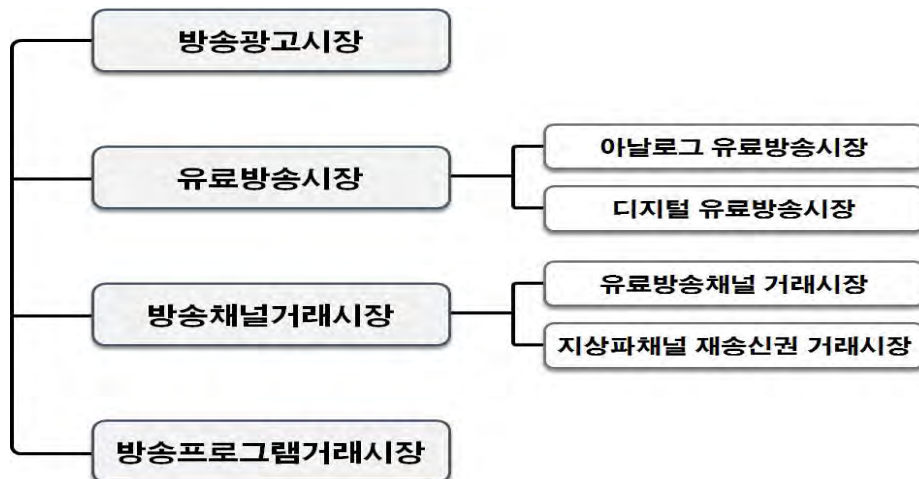 방송광고시장
유료방송시장
아날로그 유료방송시장
디지털 유료방송시장
방송채널거래시장
유료방송채널 거래시장
지상파채널 재송신권 거래시장
방송프로그램거래시장